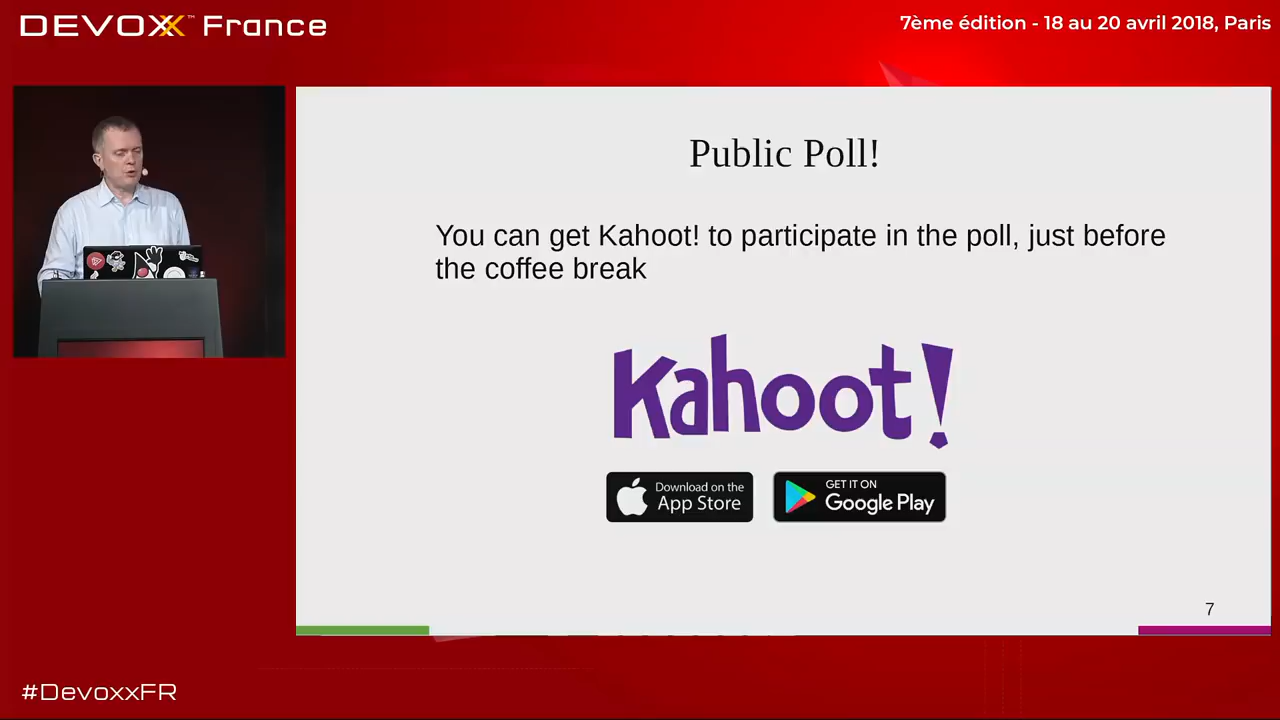 DEVOXX™ France
7ème édition - 18 au 20 avril 2018, Paris
Public Poll!
You can get Kahoot! to participate in the poll, just before
the coffee break
Kahoot!
Download on the
App Store
GET IT ON
Google Play
7
#DevoxxFR